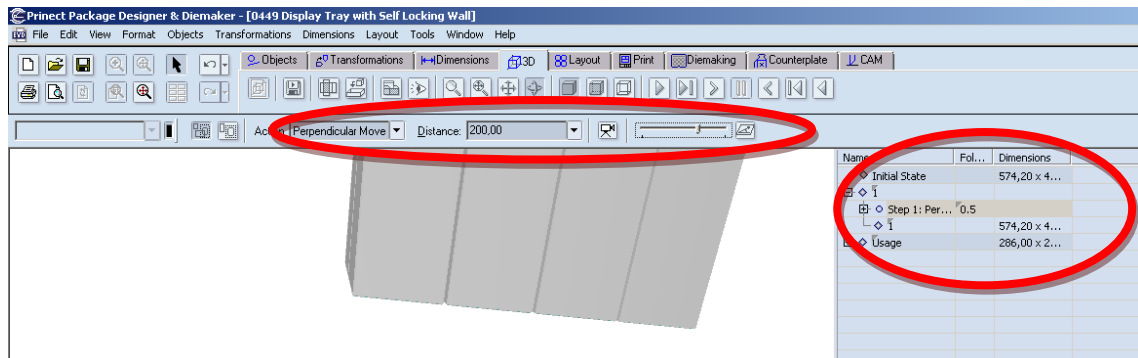 Prinect Package Designer & Diemaker - [0449 Display Tray with Self Locking Wall]
File Edit View Format Objects Transformations Dimensions Layout Tools Window Help
Objects Transformations Dimensions 3D Layout Print Diemaking Counterplate CAM
Perpendicular Move Distance: 200,00
Fol... Dimensions
Initial State 574,20 x 4...
1
Step 1: Per... 0.5
1 574,20 x 4...
Usage 286,00 x 2...